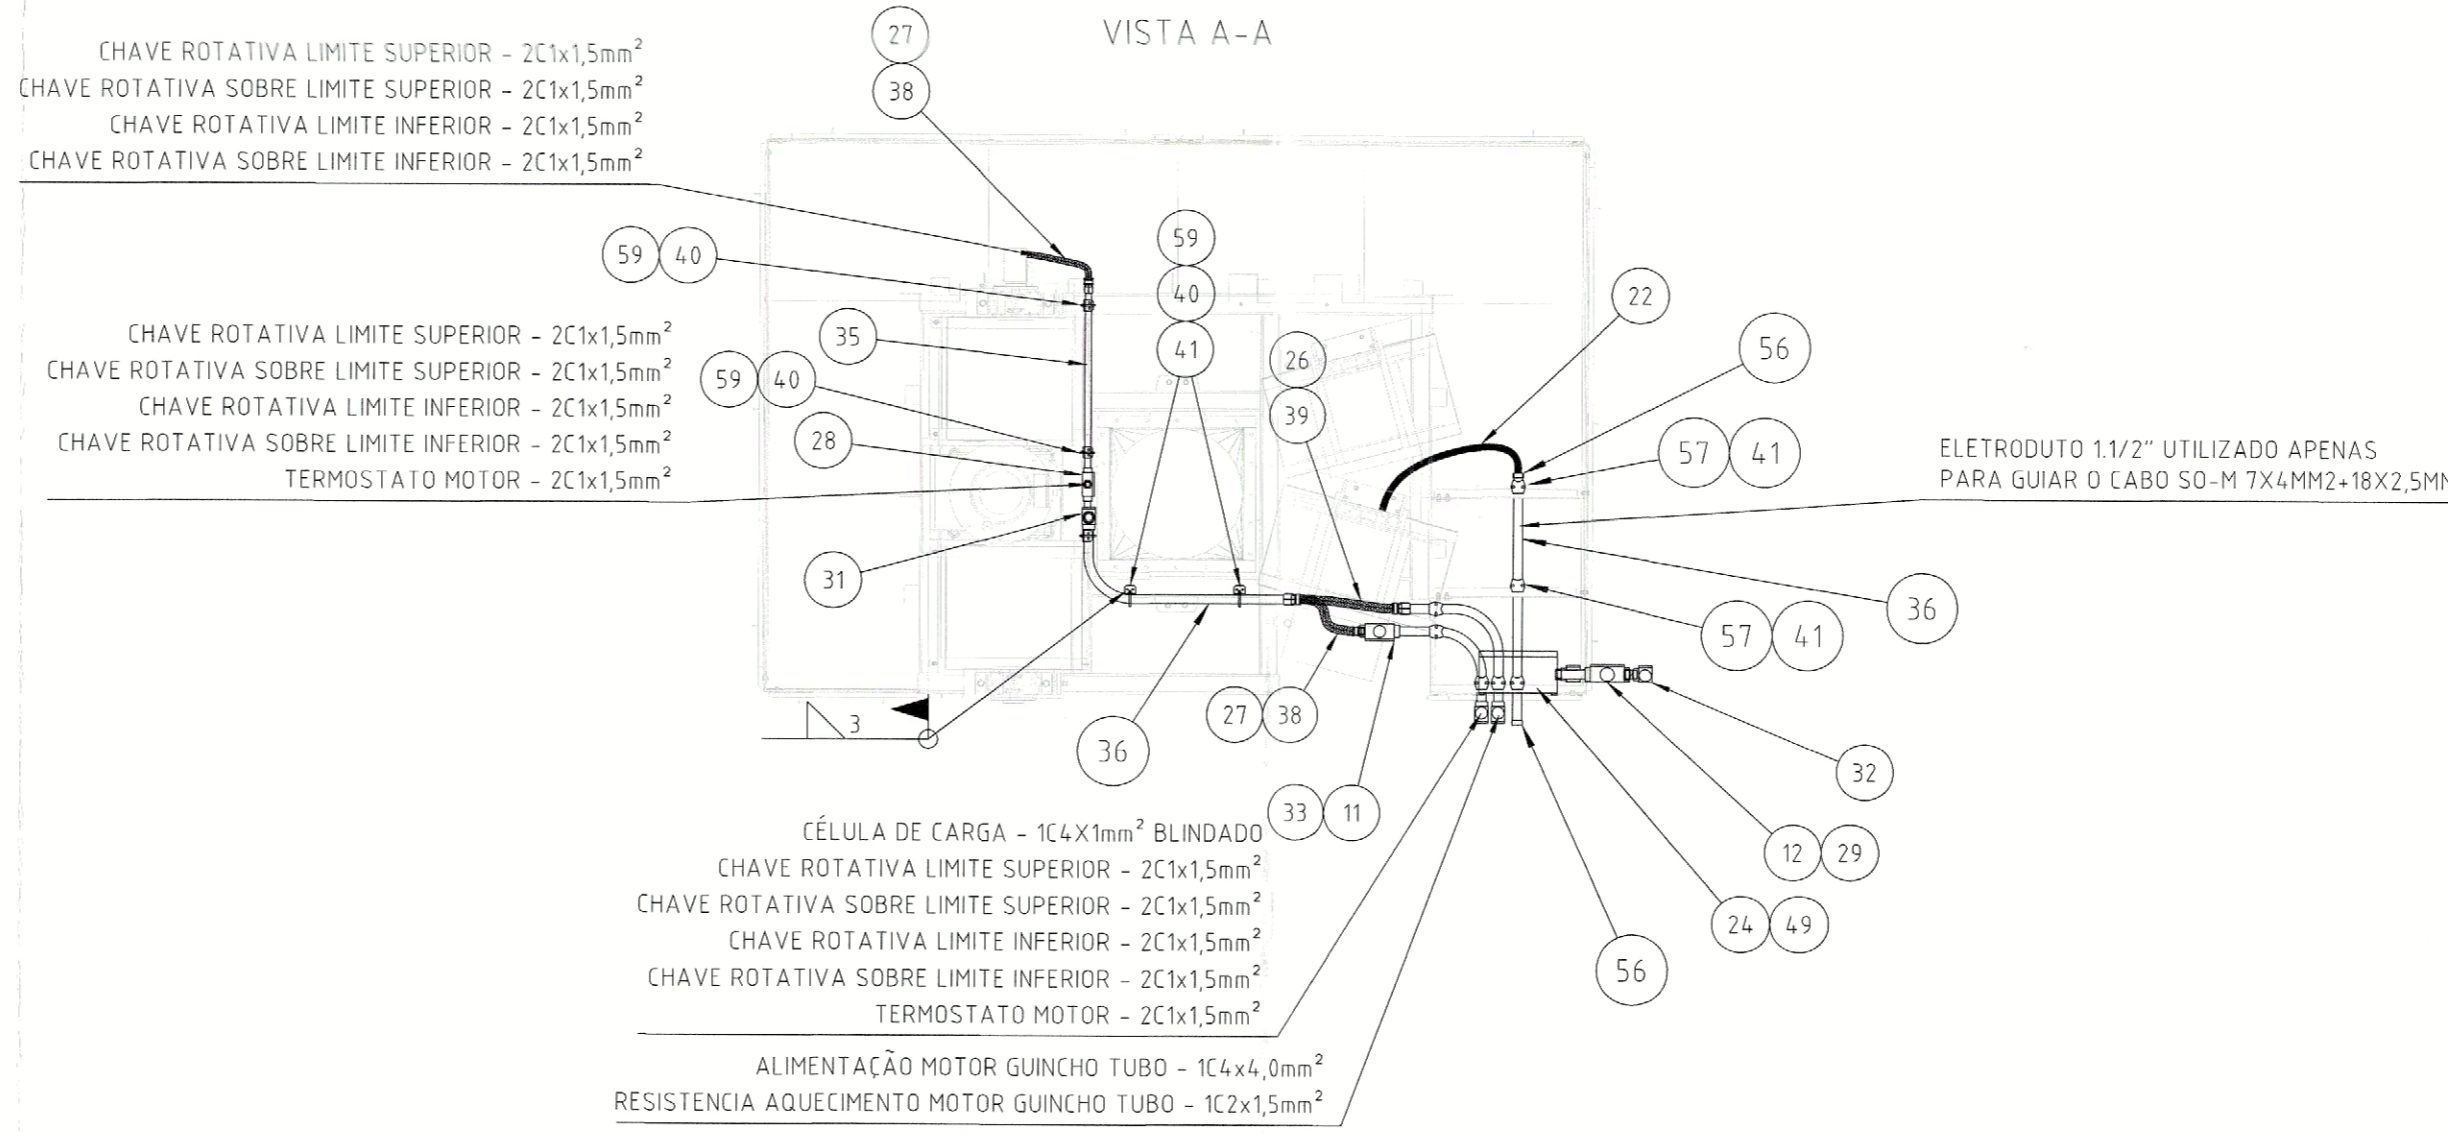 VISTA A-A
27
38
CHAVE ROTATIVA LIMITE SUPERIOR - 2C1x1,5mm²
CHAVE ROTATIVA SOBRE LIMITE SUPERIOR - 2C1x1,5mm²
CHAVE ROTATIVA LIMITE INFERIOR - 2C1x1,5mm²
CHAVE ROTATIVA SOBRE LIMITE INFERIOR - 2C1x1,5mm²
59 40
59
40
41
22
CHAVE ROTATIVA LIMITE SUPERIOR - 2C1x1,5mm²
CHAVE ROTATIVA SOBRE LIMITE SUPERIOR - 2C1x1,5mm²
CHAVE ROTATIVA LIMITE INFERIOR - 2C1x1,5mm²
CHAVE ROTATIVA SOBRE LIMITE INFERIOR - 2C1x1,5mm²
TERMOSTATO MOTOR - 2C1x1,5mm²
35
59 40
28
31
26
39
56
57 41
ELETRODUTO 1.1/2" UTILIZADO APENAS
PARA GUIAR O CABO SO-M 7X4MM2+18X2,5M
36
57 41
3
36
27 38
33 11
32
12 29
24 49
56
CÉLULA DE CARGA - 1C4X1mm² BLINDADO
CHAVE ROTATIVA LIMITE SUPERIOR - 2C1x1,5mm²
CHAVE ROTATIVA SOBRE LIMITE SUPERIOR - 2C1x1,5mm²
CHAVE ROTATIVA LIMITE INFERIOR - 2C1x1,5mm²
CHAVE ROTATIVA SOBRE LIMITE INFERIOR - 2C1x1,5mm²
TERMOSTATO MOTOR - 2C1x1,5mm²
ALIMENTAÇÃO MOTOR GUINCHO TUBO - 1C4x4,0mm²
RESISTENCIA AQUECIMENTO MOTOR GUINCHO TUBO - 1C2x1,5mm²